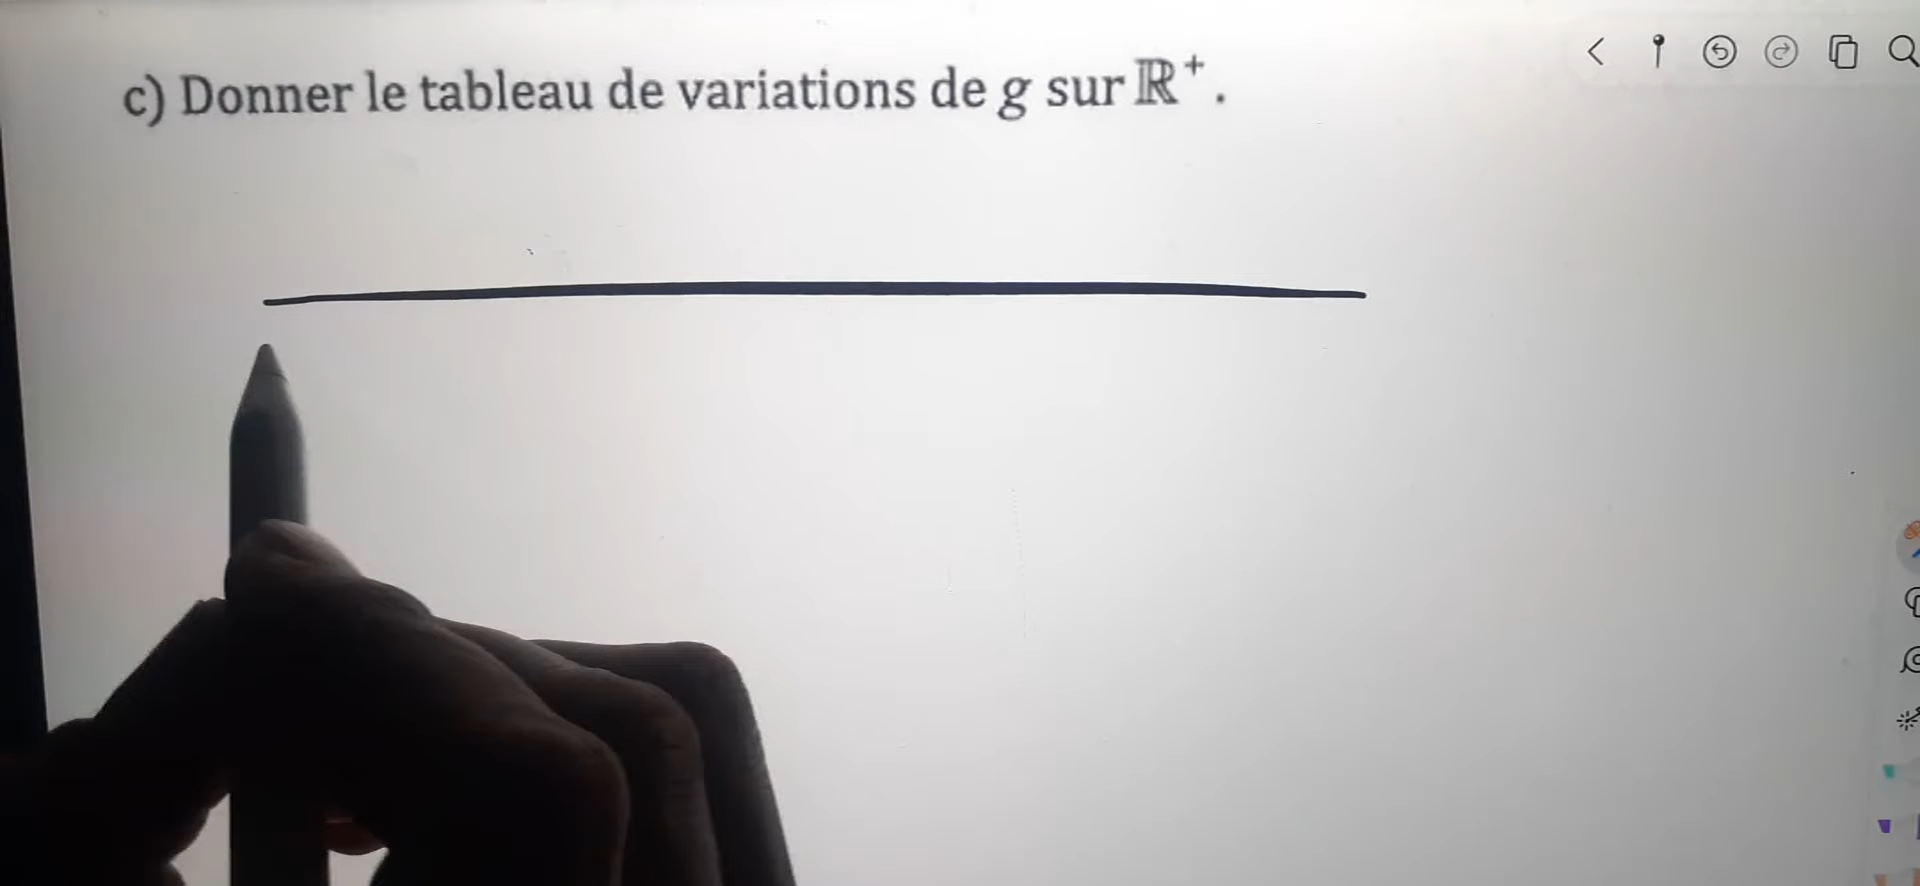 c) Donner le tableau de variations de g sur ℝ⁺.